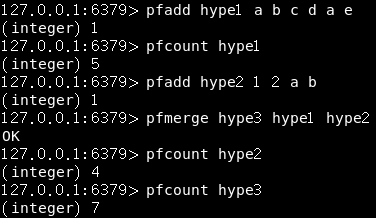 127.0.0.1:6379> pfadd hype1 a b c d a e
(integer) 1
127.0.0.1:6379> pfcount hype1
(integer) 5
127.0.0.1:6379> pfadd hype2 1 2 a b
(integer) 1
127.0.0.1:6379> pfmerge hype3 hype1 hype2
OK
127.0.0.1:6379> pfcount hype2
(integer) 4
127.0.0.1:6379> pfcount hype3
(integer) 7